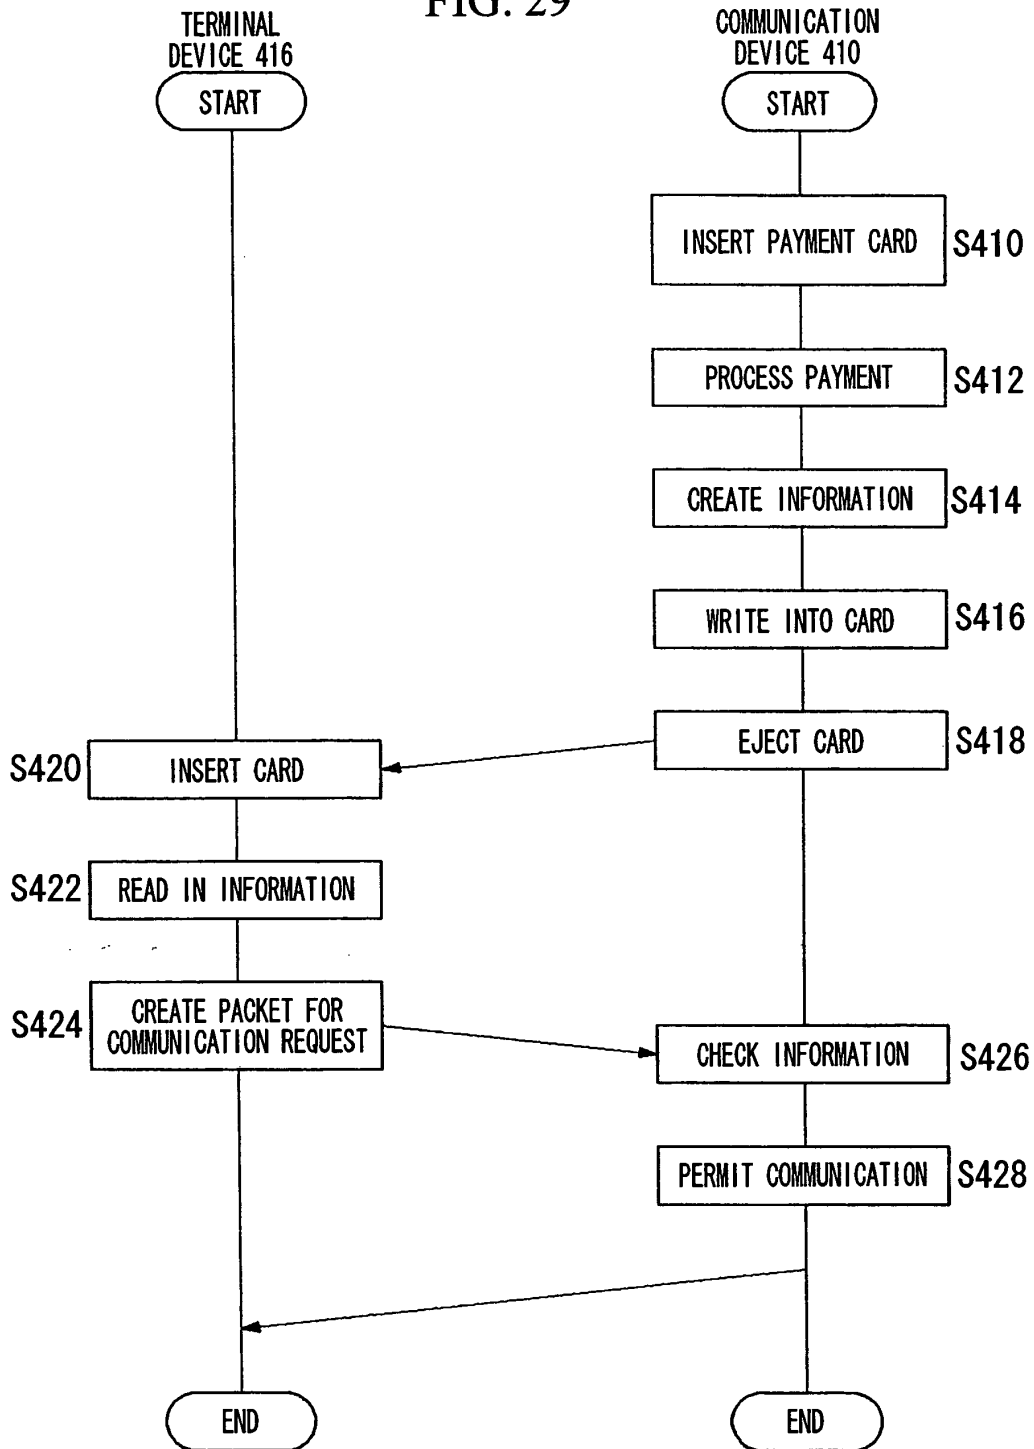 FIG. 29
TERMINAL
DEVICE 416
COMMUNICATION
DEVICE 410
START
START
INSERT PAYMENT CARD
S410
PROCESS PAYMENT
S412
CREATE INFORMATION
S414
WRITE INTO CARD
S416
EJECT CARD
S418
S420
INSERT CARD
S422
READ IN INFORMATION
S424
CREATE PACKET FOR
COMMUNICATION REQUEST
CHECK INFORMATION
S426
PERMIT COMMUNICATION
S428
END
END